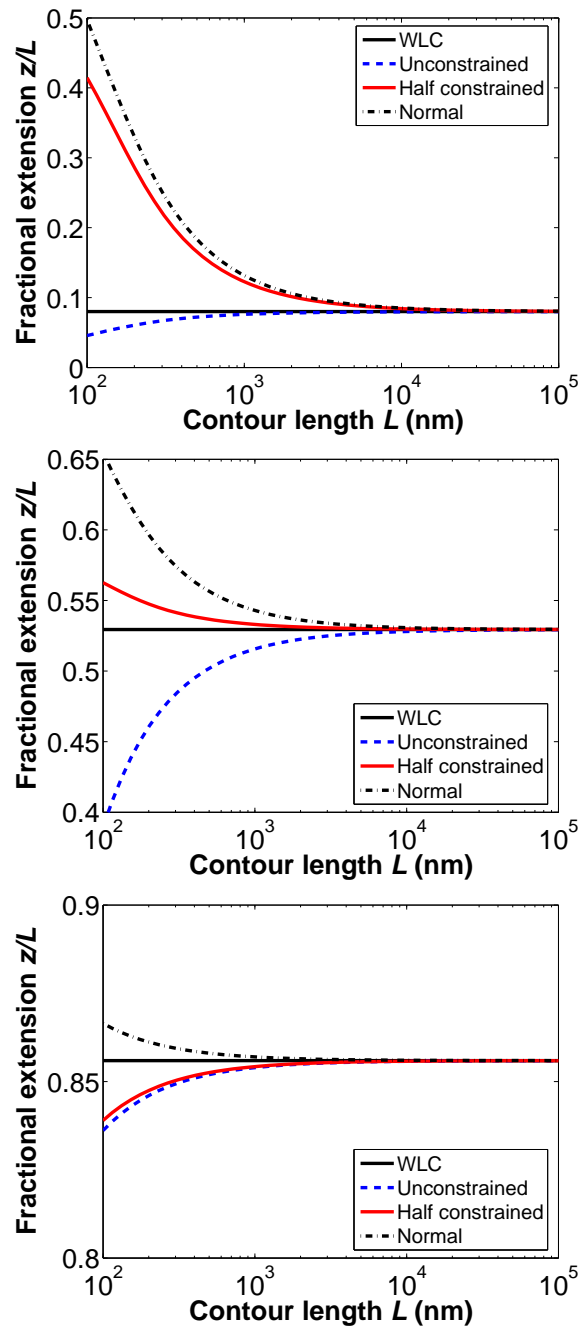 0.5
0.4
0.3
0.2
0.1
0
Fractional extension z/L
WLC
Unconstrained
Half constrained
Normal
10^2
10^3
10^4
10^5
Contour length L (nm)
0.65
0.6
0.55
0.5
0.45
0.4
Fractional extension z/L
WLC
Unconstrained
Half constrained
Normal
10^2
10^3
10^4
10^5
Contour length L (nm)
0.9
0.85
0.8
Fractional extension z/L
WLC
Unconstrained
Half constrained
Normal
10^2
10^3
10^4
10^5
Contour length L (nm)